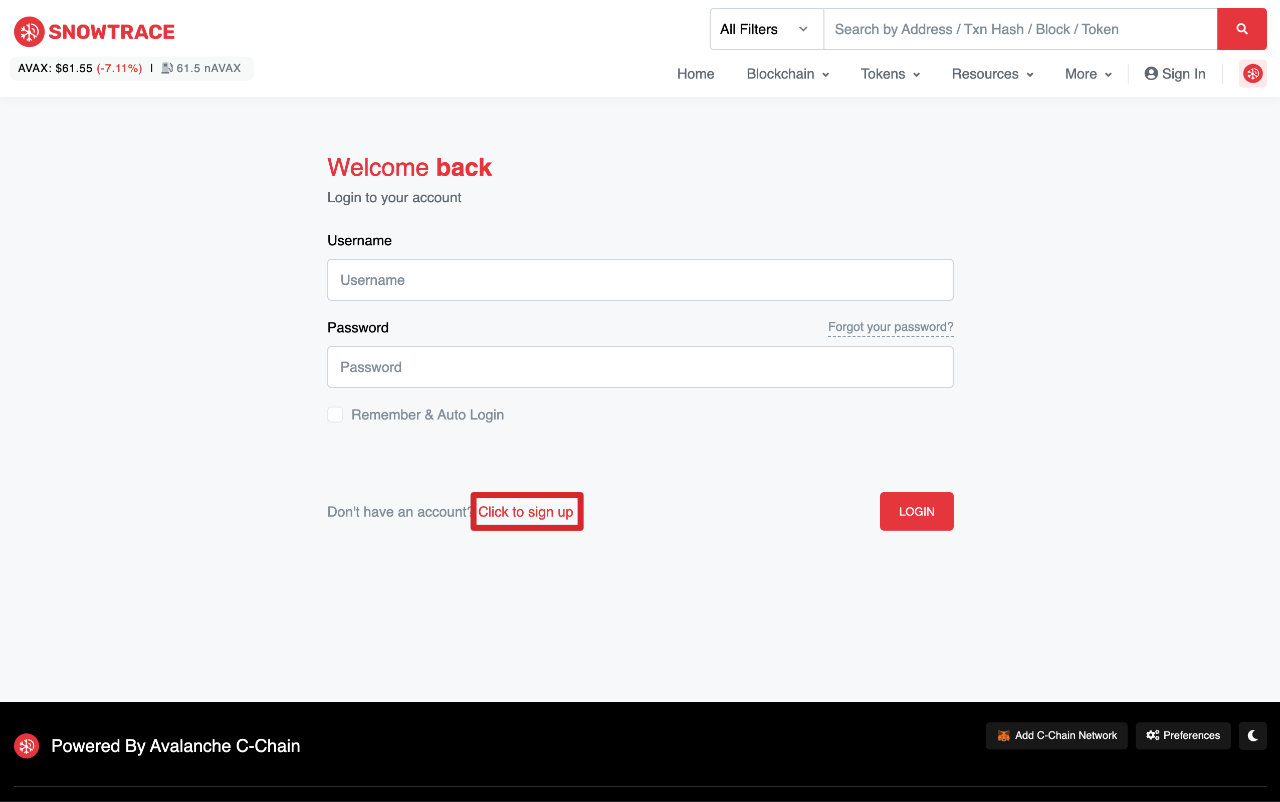 SNOWTRACE
All Filters
Search by Address / Txn Hash / Block / Token
AVAX: $61.55 (-7.11%) | 61.5 nAVAX
Home Blockchain Tokens Resources More Sign In
Welcome back
Login to your account
Username
Username
Password
Forgot your password?
Password
Remember & Auto Login
Don't have an account? Click to sign up
LOGIN
Powered By Avalanche C-Chain
Add C-Chain Network
Preferences